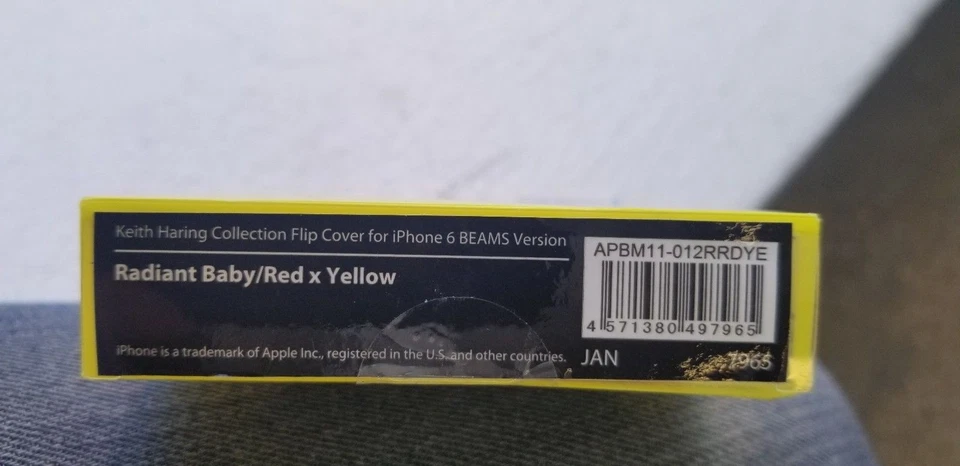 Keith Haring Collection Flip Cover for iPhone 6 BEAMS Version
Radiant Baby/Red x Yellow
iPhone is a trademark of Apple Inc., registered in the U.S. and other countries.
APBM11-012RRDYE
4 571380 497965
JAN 7965